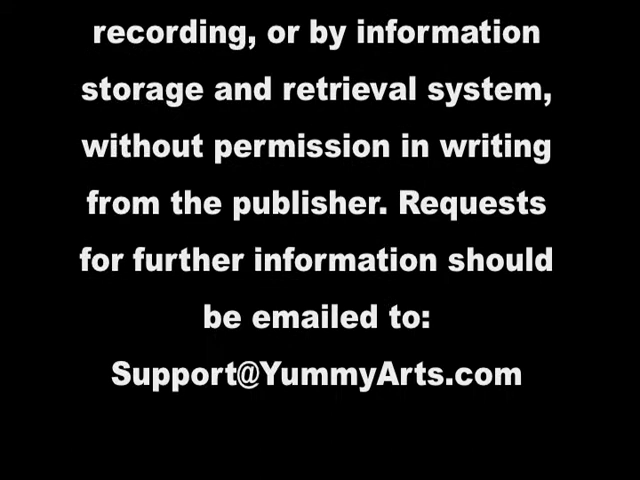 recording, or by information
storage and retrieval system,
without permission in writing
from the publisher. Requests
for further information should
be emailed to:
Support@YummyArts.com